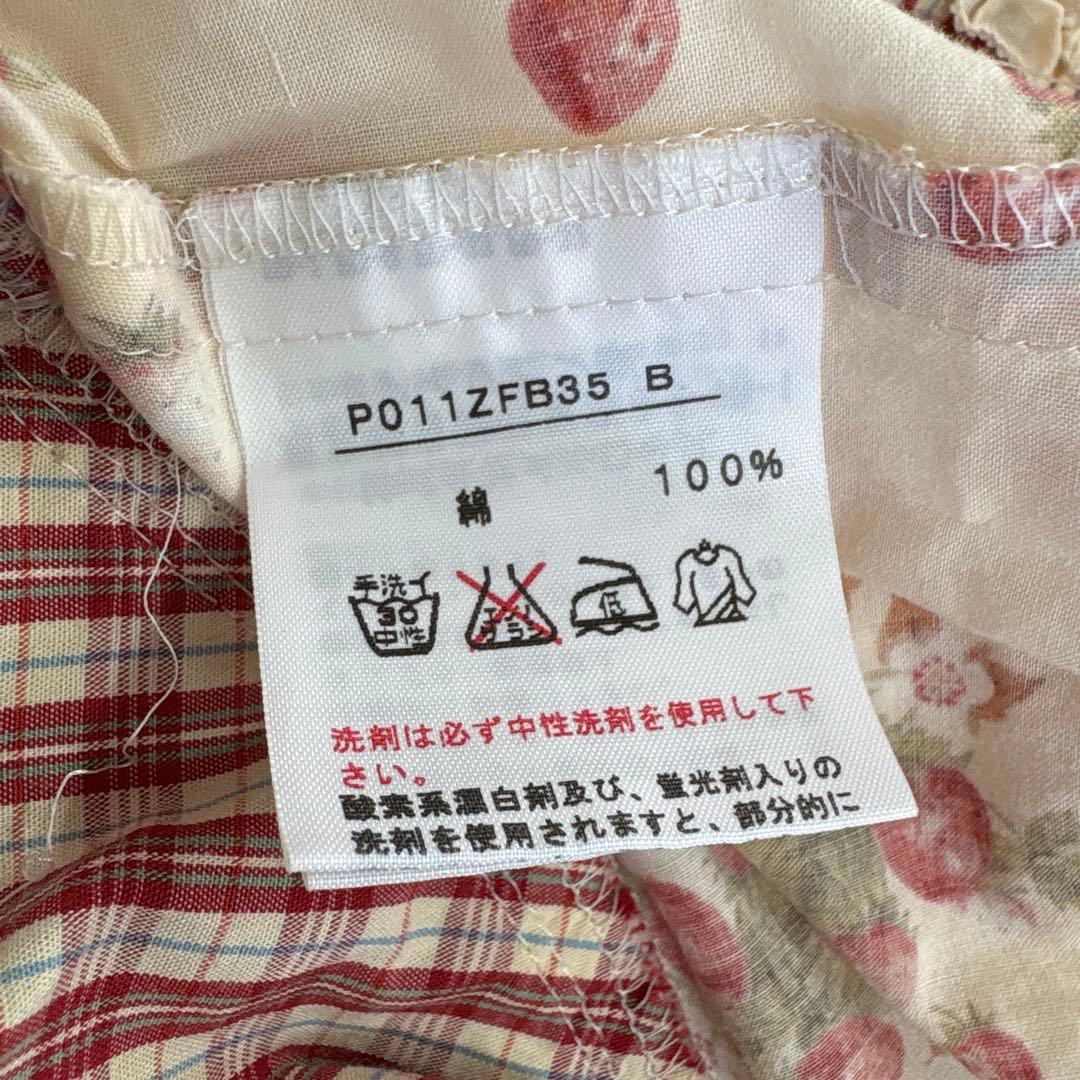 P011ZFB35 B
綿 100%
手洗イ
30
中性
エンソ
サラシ
低
洗剤は必ず中性洗剤を使用して下
さい。
酸素系漂白剤及び、蛍光剤入りの
洗剤を使用されますと、部分的に